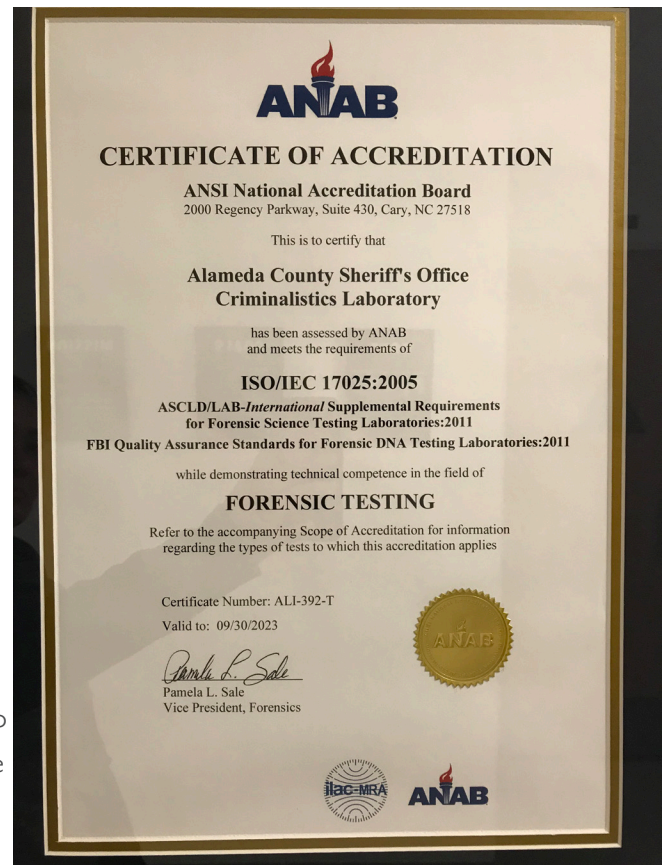 ANAB
CERTIFICATE OF ACCREDITATION
ANSI National Accreditation Board
2000 Regency Parkway, Suite 430, Cary, NC 27518
This is to certify that
Alameda County Sheriff's Office
Criminalistics Laboratory
has been assessed by ANAB
and meets the requirements of
ISO/IEC 17025:2005
ASCLD/LAB-International Supplemental Requirements
for Forensic Science Testing Laboratories:2011
FBI Quality Assurance Standards for Forensic DNA Testing Laboratories:2011
while demonstrating technical competence in the field of
FORENSIC TESTING
Refer to the accompanying Scope of Accreditation for information
regarding the types of tests to which this accreditation applies
Certificate Number: ALI-392-T
Valid to: 09/30/2023
ANAB
Pamela L. Sale
Pamela L. Sale
Vice President, Forensics
ilac-MRA
ANAB